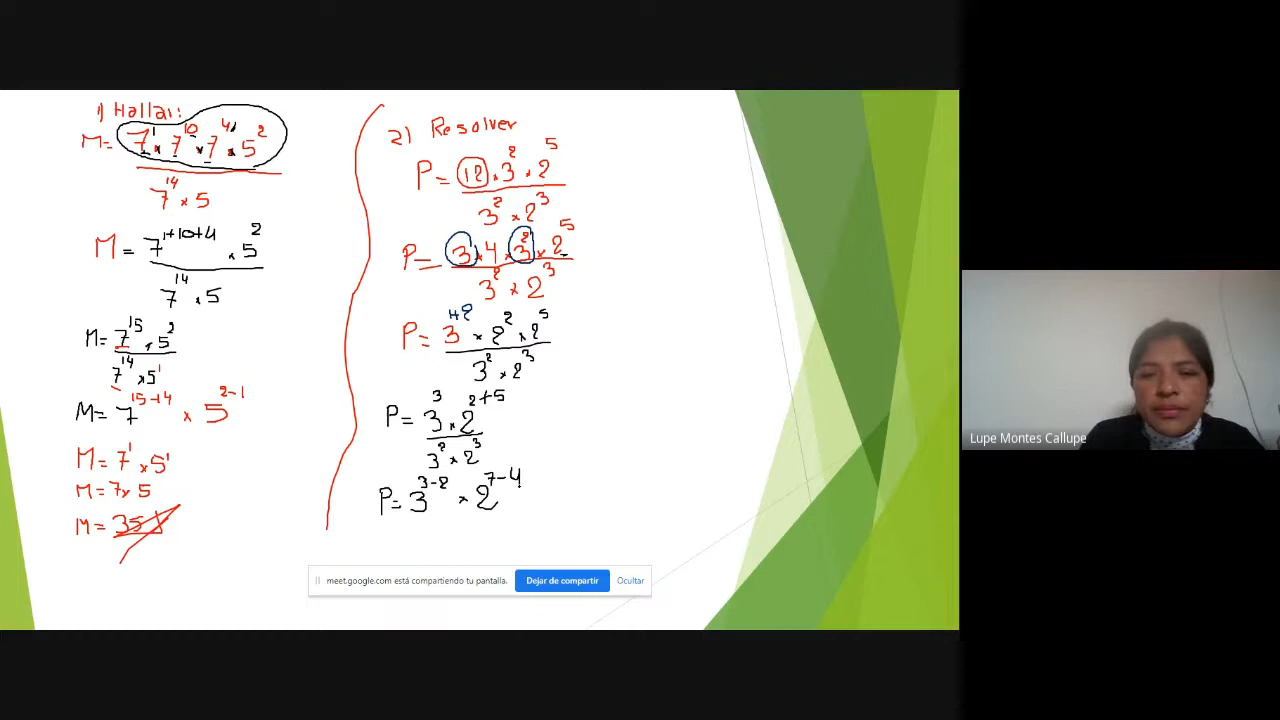 1) Hallar:
M = 7¹ × 7¹⁰ × 7⁴ × 5²
7¹⁴ × 5
M = 7¹⁺¹⁰⁺⁴ × 5²
7¹⁴ × 5
M = 7¹⁵ × 5²
7¹⁴ × 5¹
M = 7¹⁵⁻¹⁴ × 5²⁻¹
M = 7¹ × 5¹
M = 7 × 5
M = 35
2) Resolver
P = 12 × 3² × 2⁵
3² × 2³
P = 3 × 4 × 3² × 2⁵
3² × 2³
P = 3¹⁺² × 2² × 2⁵
3² × 2³
P = 3³ × 2²⁺⁵
3² × 2³
P = 3³⁻² × 2⁷⁻⁴
meet.google.com está compartiendo tu pantalla.
Dejar de compartir
Ocultar
Lupe Montes Callupe